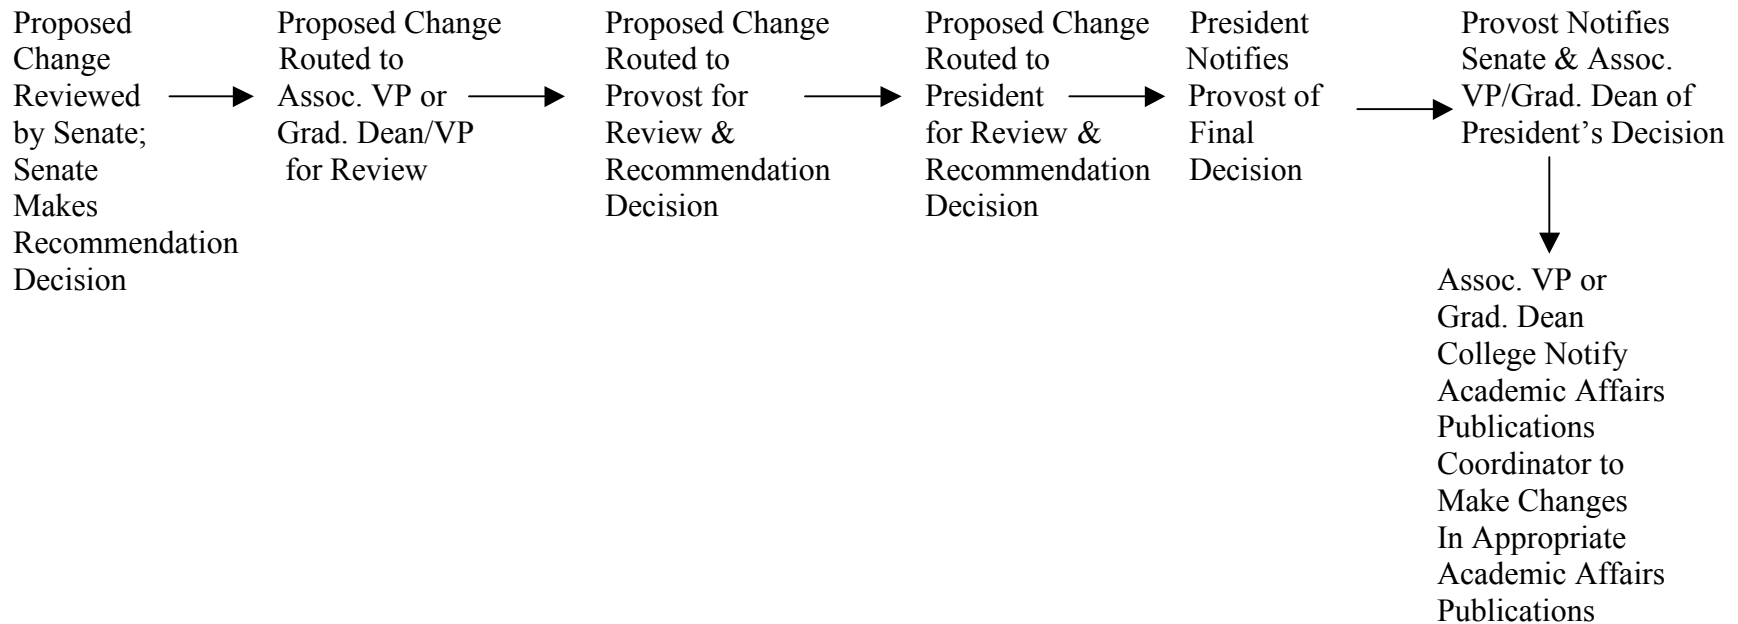 Proposed
Change
Reviewed
by Senate;
Senate
Makes
Recommendation
Decision
Proposed Change
Routed to
Assoc. VP or
Grad. Dean/VP
for Review
Proposed Change
Routed to
Provost for
Review &
Recommendation
Decision
Proposed Change
Routed to
President
for Review &
Recommendation
Decision
President
Notifies
Provost of
Final
Decision
Provost Notifies
Senate & Assoc.
VP/Grad. Dean of
President’s Decision
Assoc. VP or
Grad. Dean
College Notify
Academic Affairs
Publications
Coordinator to
Make Changes
In Appropriate
Academic Affairs
Publications